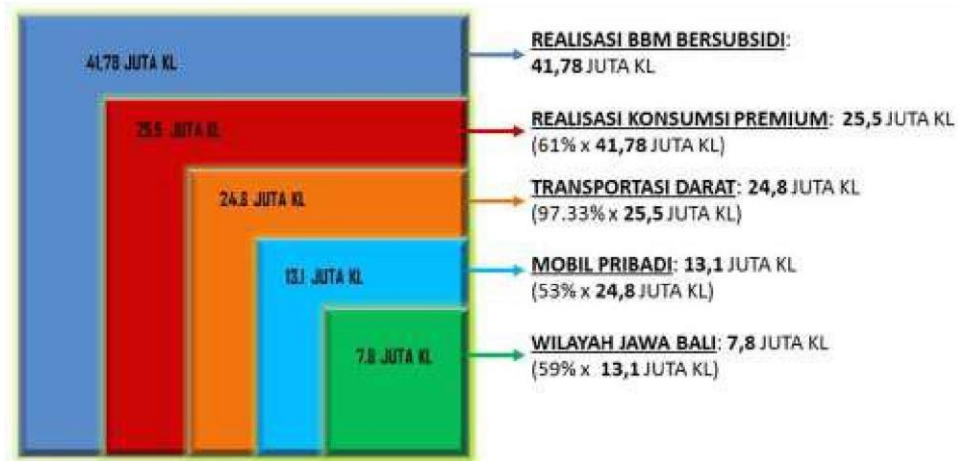 41,78 JUTA KL
REALISASI BBM BERSUBSIDI:
41,78 JUTA KL
25,5 JUTA KL
REALISASI KONSUMSI PREMIUM: 25,5 JUTA KL
(61% x 41,78 KL)
24,8 JUTA KL
TRANSPORTASI DARAT: 24,8 JUTA KL
(97.33% x 25,5 JUTA KL)
13,1 JUTA KL
MOBIL PRIBADI: 13,1 JUTA KL
(53% x 24,8 JUTA KL)
7,8 JUTA KL
WILAYAH JAWA BALI: 7,8 JUTA KL
(59% x 13,1 JUTA KL)